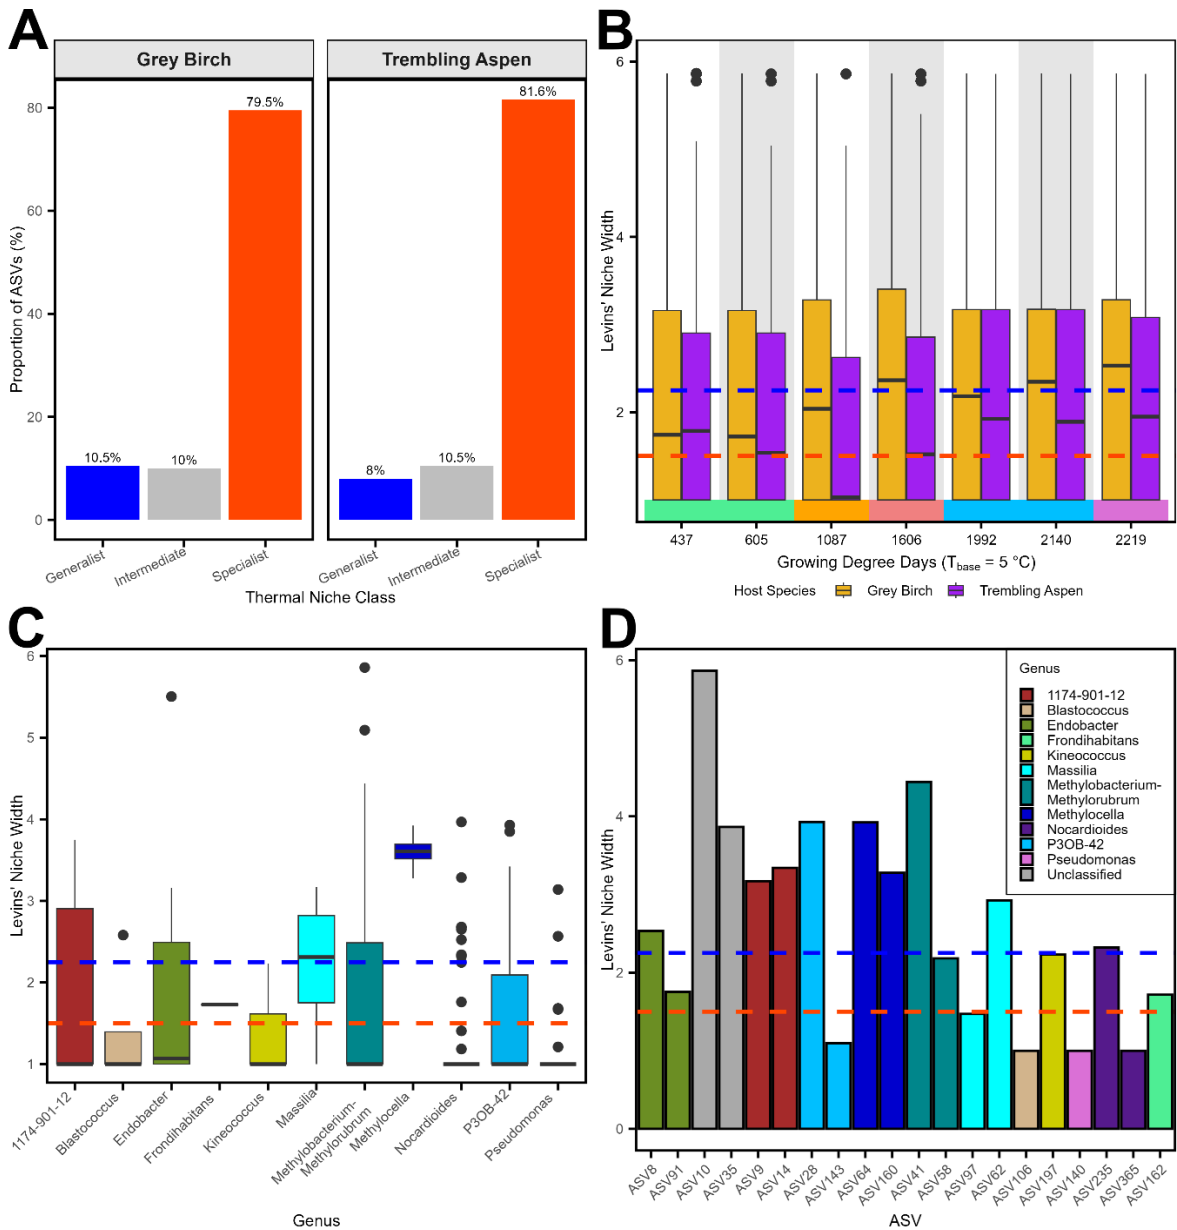 A
Grey Birch
Trembling Aspen
Proportion of ASVs (%)
80
60
40
20
0
10.5%
10%
79.5%
8%
10.5%
81.6%
Generalist
Intermediate
Specialist
Generalist
Intermediate
Specialist
Thermal Niche Class
B
Levins' Niche Width
6
4
2
437
605
1087
1606
1992
2140
2219
Growing Degree Days (Tbase = 5 °C)
Host Species
Grey Birch
Trembling Aspen
C
Levins' Niche Width
6
5
4
3
2
1
1174-901-12
Blastococcus
Endobacter
Frondihabitans
Kineococcus
Massilia
Methylobacterium-
Methylorubrum
Methylocella
Nocardioides
P3OB-42
Pseudomonas
Genus
D
Levins' Niche Width
6
4
2
0
Genus
1174-901-12
Blastococcus
Endobacter
Frondihabitans
Kineococcus
Massilia
Methylobacterium-
Methylorubrum
Methylocella
Nocardioides
P3OB-42
Pseudomonas
Unclassified
ASV8
ASV91
ASV10
ASV35
ASV9
ASV14
ASV28
ASV143
ASV64
ASV160
ASV41
ASV58
ASV97
ASV62
ASV106
ASV197
ASV140
ASV235
ASV365
ASV162
ASV